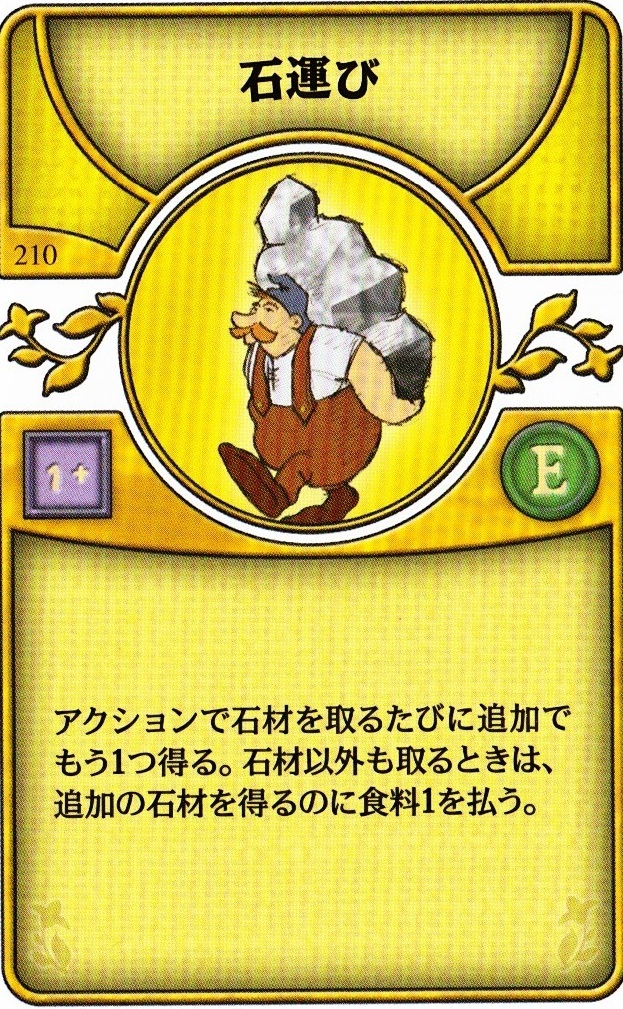 石運び
210
1+
E
アクションで石材を取るたびに追加で
もう1つ得る。石材以外も取るときは、
追加の石材を得るのに食料1を払う。